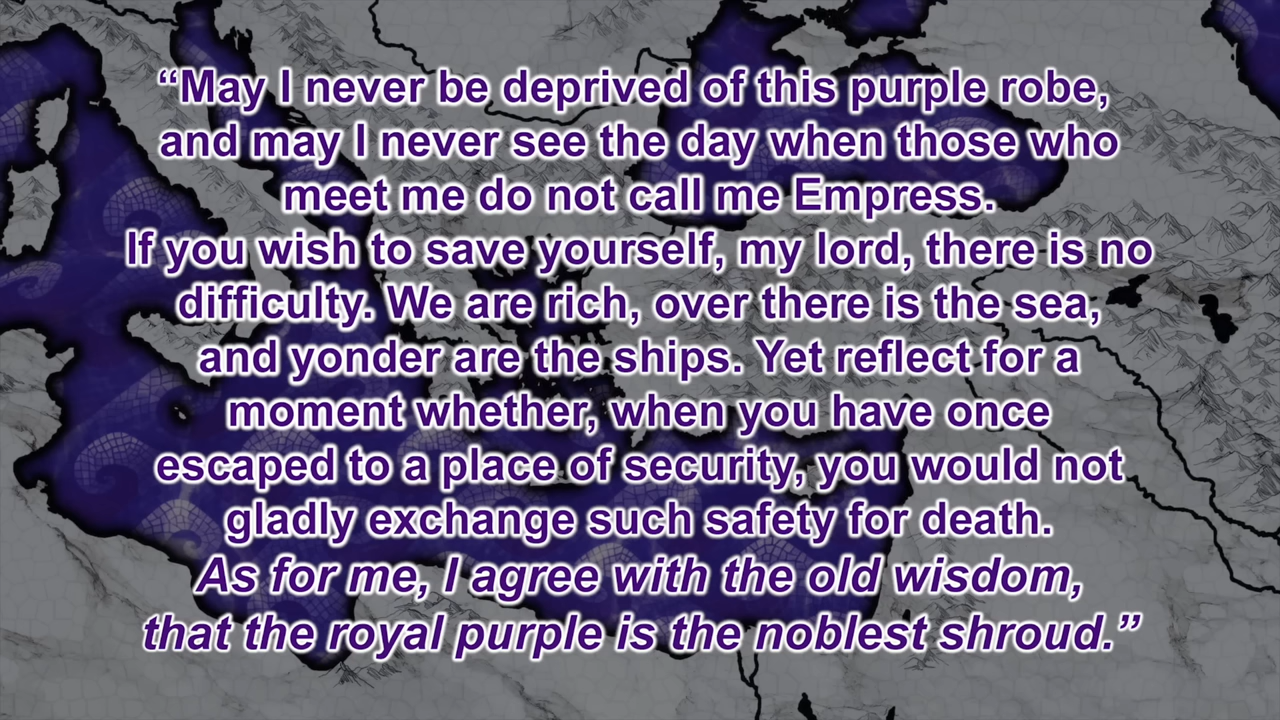 “May I never be deprived of this purple robe,
and may I never see the day when those who
meet me do not call me Empress.
If you wish to save yourself, my lord, there is no
difficulty. We are rich, over there is the sea,
and yonder are the ships. Yet reflect for a
moment whether, when you have once
escaped to a place of security, you would not
gladly exchange such safety for death.
As for me, I agree with the old wisdom,
that the royal purple is the noblest shroud.”